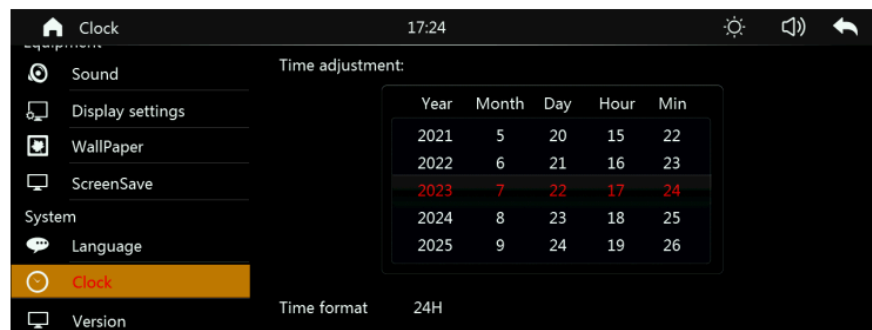 Clock 17:24
Equipment
Sound
Display settings
WallPaper
ScreenSave
System
Language
Clock
Version
Time adjustment:
Year Month Day Hour Min
2021 5 20 15 22
2022 6 21 16 23
2023 7 22 17 24
2024 8 23 18 25
2025 9 24 19 26
Time format 24H